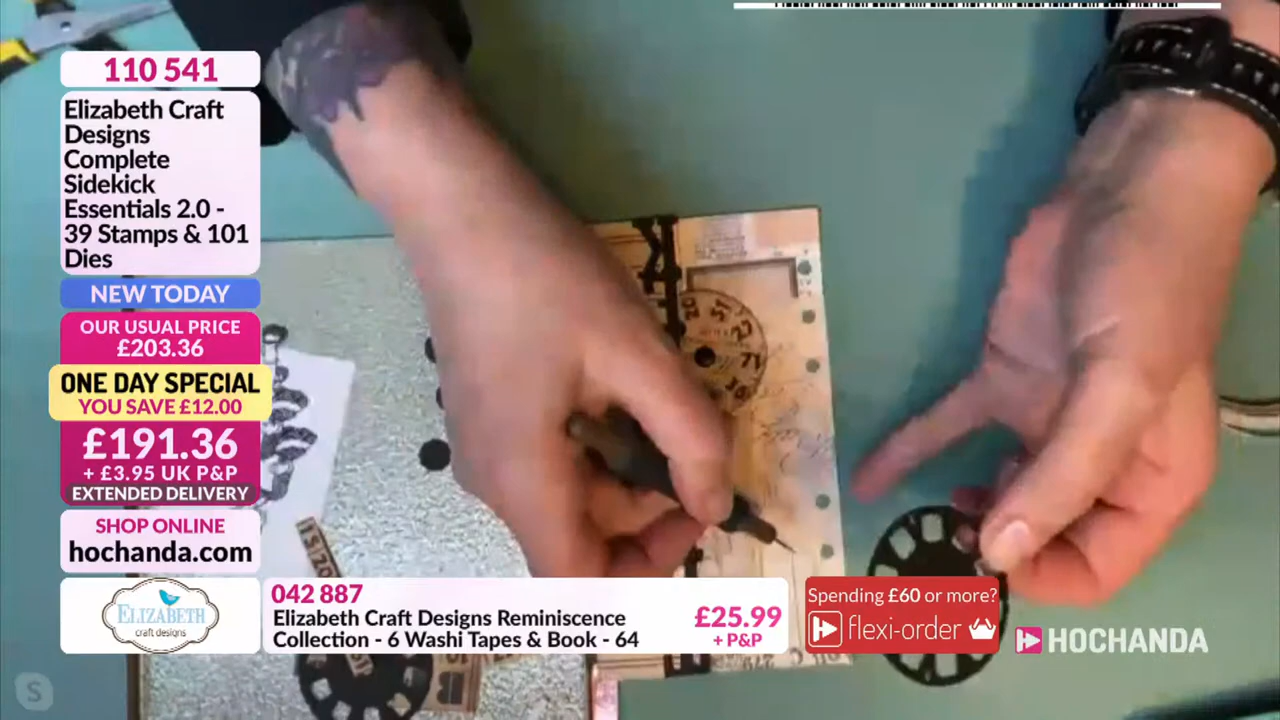 110 541
Elizabeth Craft
Designs
Complete
Sidekick
Essentials 2.0 -
39 Stamps & 101
Dies
NEW TODAY
OUR USUAL PRICE
£203.36
ONE DAY SPECIAL
YOU SAVE £12.00
£191.36
+ £3.95 UK P&P
EXTENDED DELIVERY
SHOP ONLINE
hochanda.com
ELIZABETH
craft designs
042 887
Elizabeth Craft Designs Reminiscence
Collection - 6 Washi Tapes & Book - 64
£25.99
+ P&P
Spending £60 or more?
flexi-order
HOCHANDA